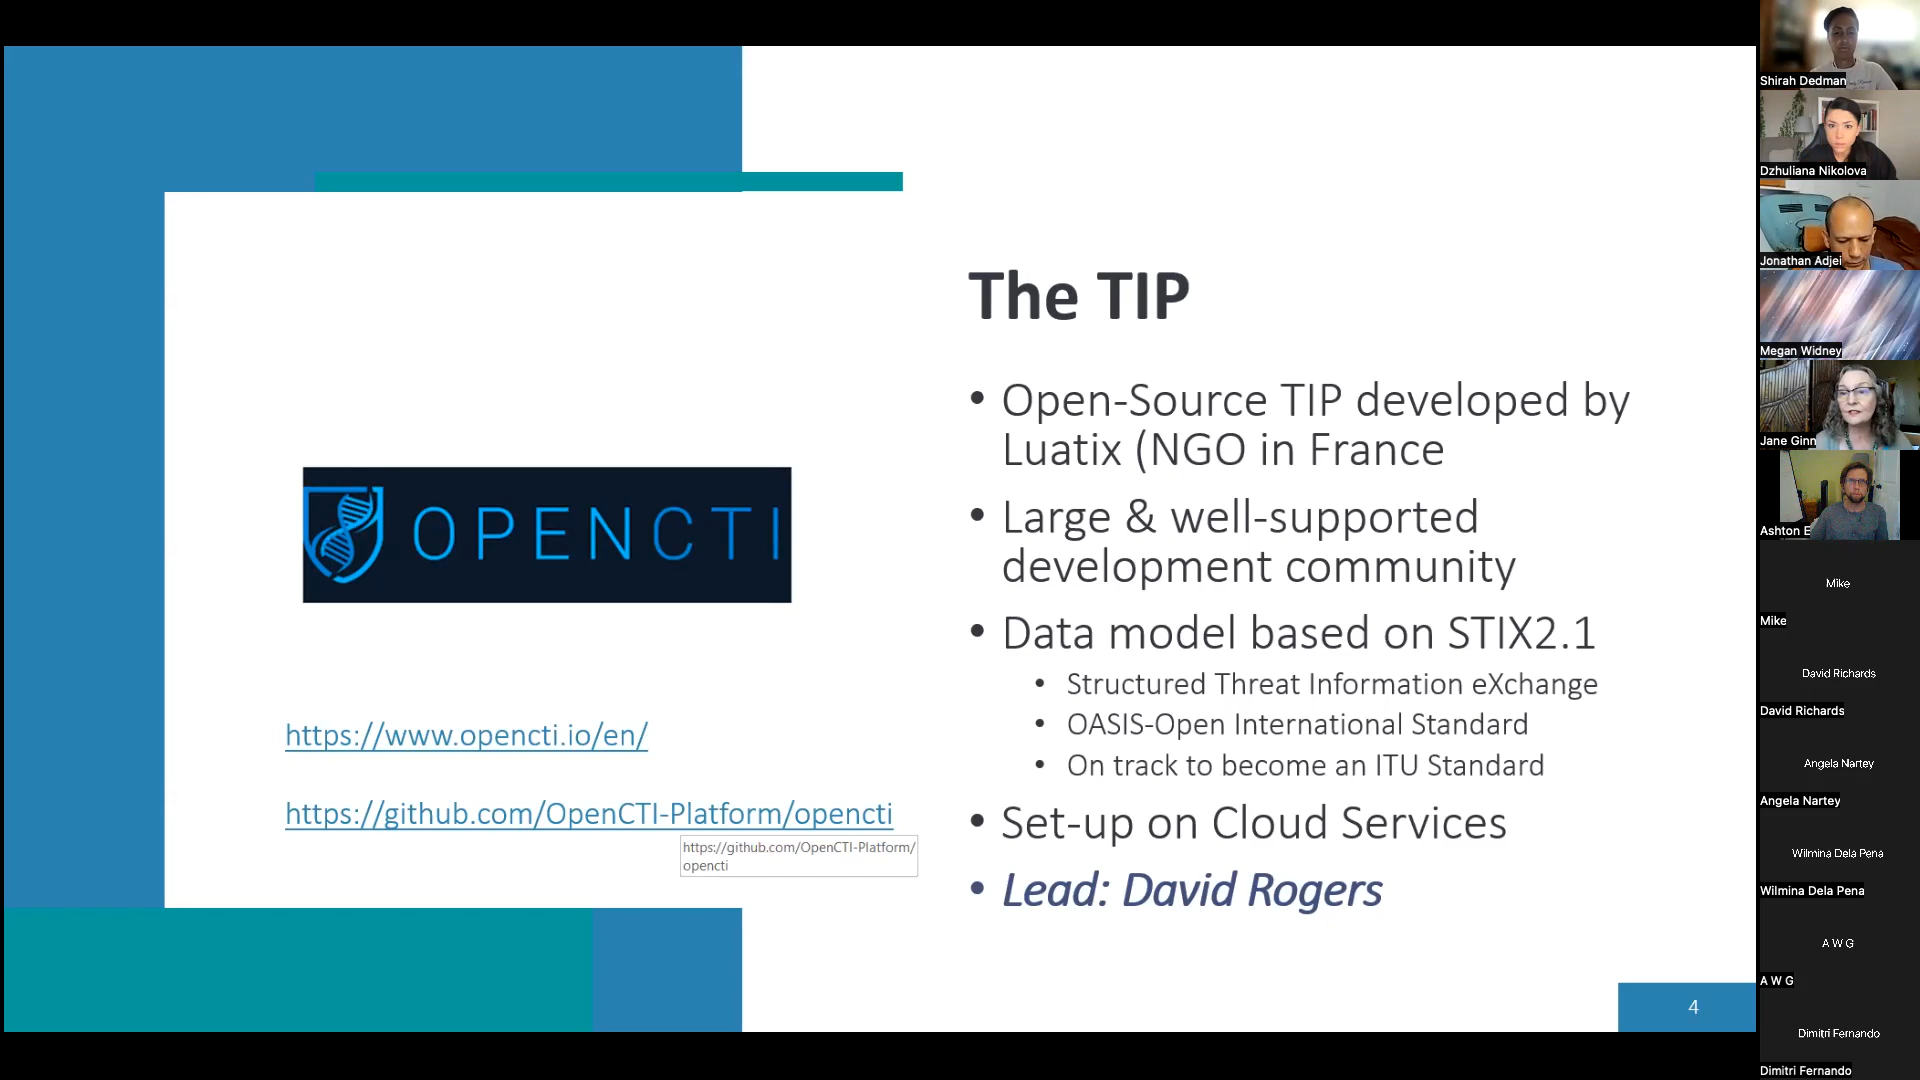 The TIP
• Open-Source TIP developed by
Luatix (NGO in France
• Large & well-supported
development community
• Data model based on STIX2.1
• Structured Threat Information eXchange
• OASIS-Open International Standard
• On track to become an ITU Standard
• Set-up on Cloud Services
• Lead: David Rogers
OPENCTI
https://www.opencti.io/en/
https://github.com/OpenCTI-Platform/opencti
https://github.com/OpenCTI-Platform/
opencti
4
Shirah Dedman
Dzhuliana Nikolova
Jonathan Adjei
Megan Widney
Jane Ginn
Ashton E
Mike
Mike
David Richards
David Richards
Angela Nartey
Angela Nartey
Wilmina Dela Pena
Wilmina Dela Pena
A W G
A W G
Dimitri Fernando
Dimitri Fernando